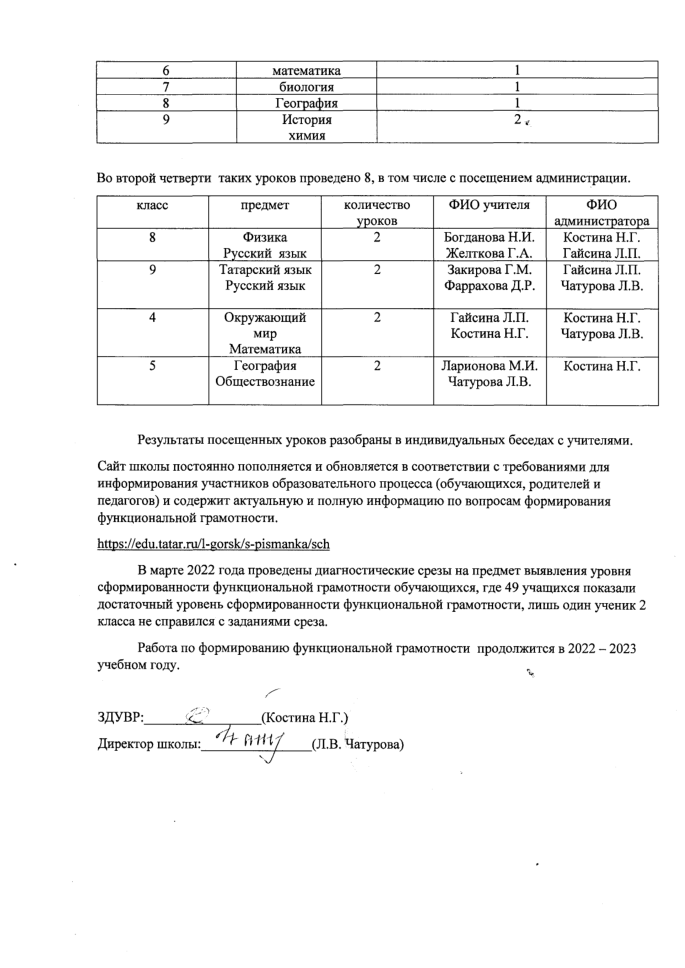 6 математика 1
7 биология 1
8 География 1
9 История 2
химия
Во второй четверти таких уроков проведено 8, в том числе с посещением администрации.
класс предмет количество ФИО учителя ФИО
уроков администратора
8 Физика 2 Богданова Н.И. Костина Н.Г.
Русский язык Желткова Г.А. Гайсина Л.П.
9 Татарский язык 2 Закирова Г.М. Гайсина Л.П.
Русский язык Фаррахова Д.Р. Чатурова Л.В.
4 Окружающий 2 Гайсина Л.П. Костина Н.Г.
мир Костина Н.Г. Чатурова Л.В.
Математика
5 География 2 Ларионова М.И. Костина Н.Г.
Обществознание Чатурова Л.В.
Результаты посещенных уроков разобраны в индивидуальных беседах с учителями.
Сайт школы постоянно пополняется и обновляется в соответствии с требованиями для
информирования участников образовательного процесса (обучающихся, родителей и
педагогов) и содержит актуальную и полную информацию по вопросам формирования
функциональной грамотности.
https://edu.tatar.ru/l-gorsk/s-pismanka/sch
В марте 2022 года проведены диагностические срезы на предмет выявления уровня
сформированности функциональной грамотности обучающихся, где 49 учащихся показали
достаточный уровень сформированности функциональной грамотности, лишь один ученик 2
класса не справился с заданиями среза.
Работа по формированию функциональной грамотности продолжится в 2022 – 2023
учебном году.
ЗДУВР: (Костина Н.Г.)
Директор школы: (Л.В. Чатурова)